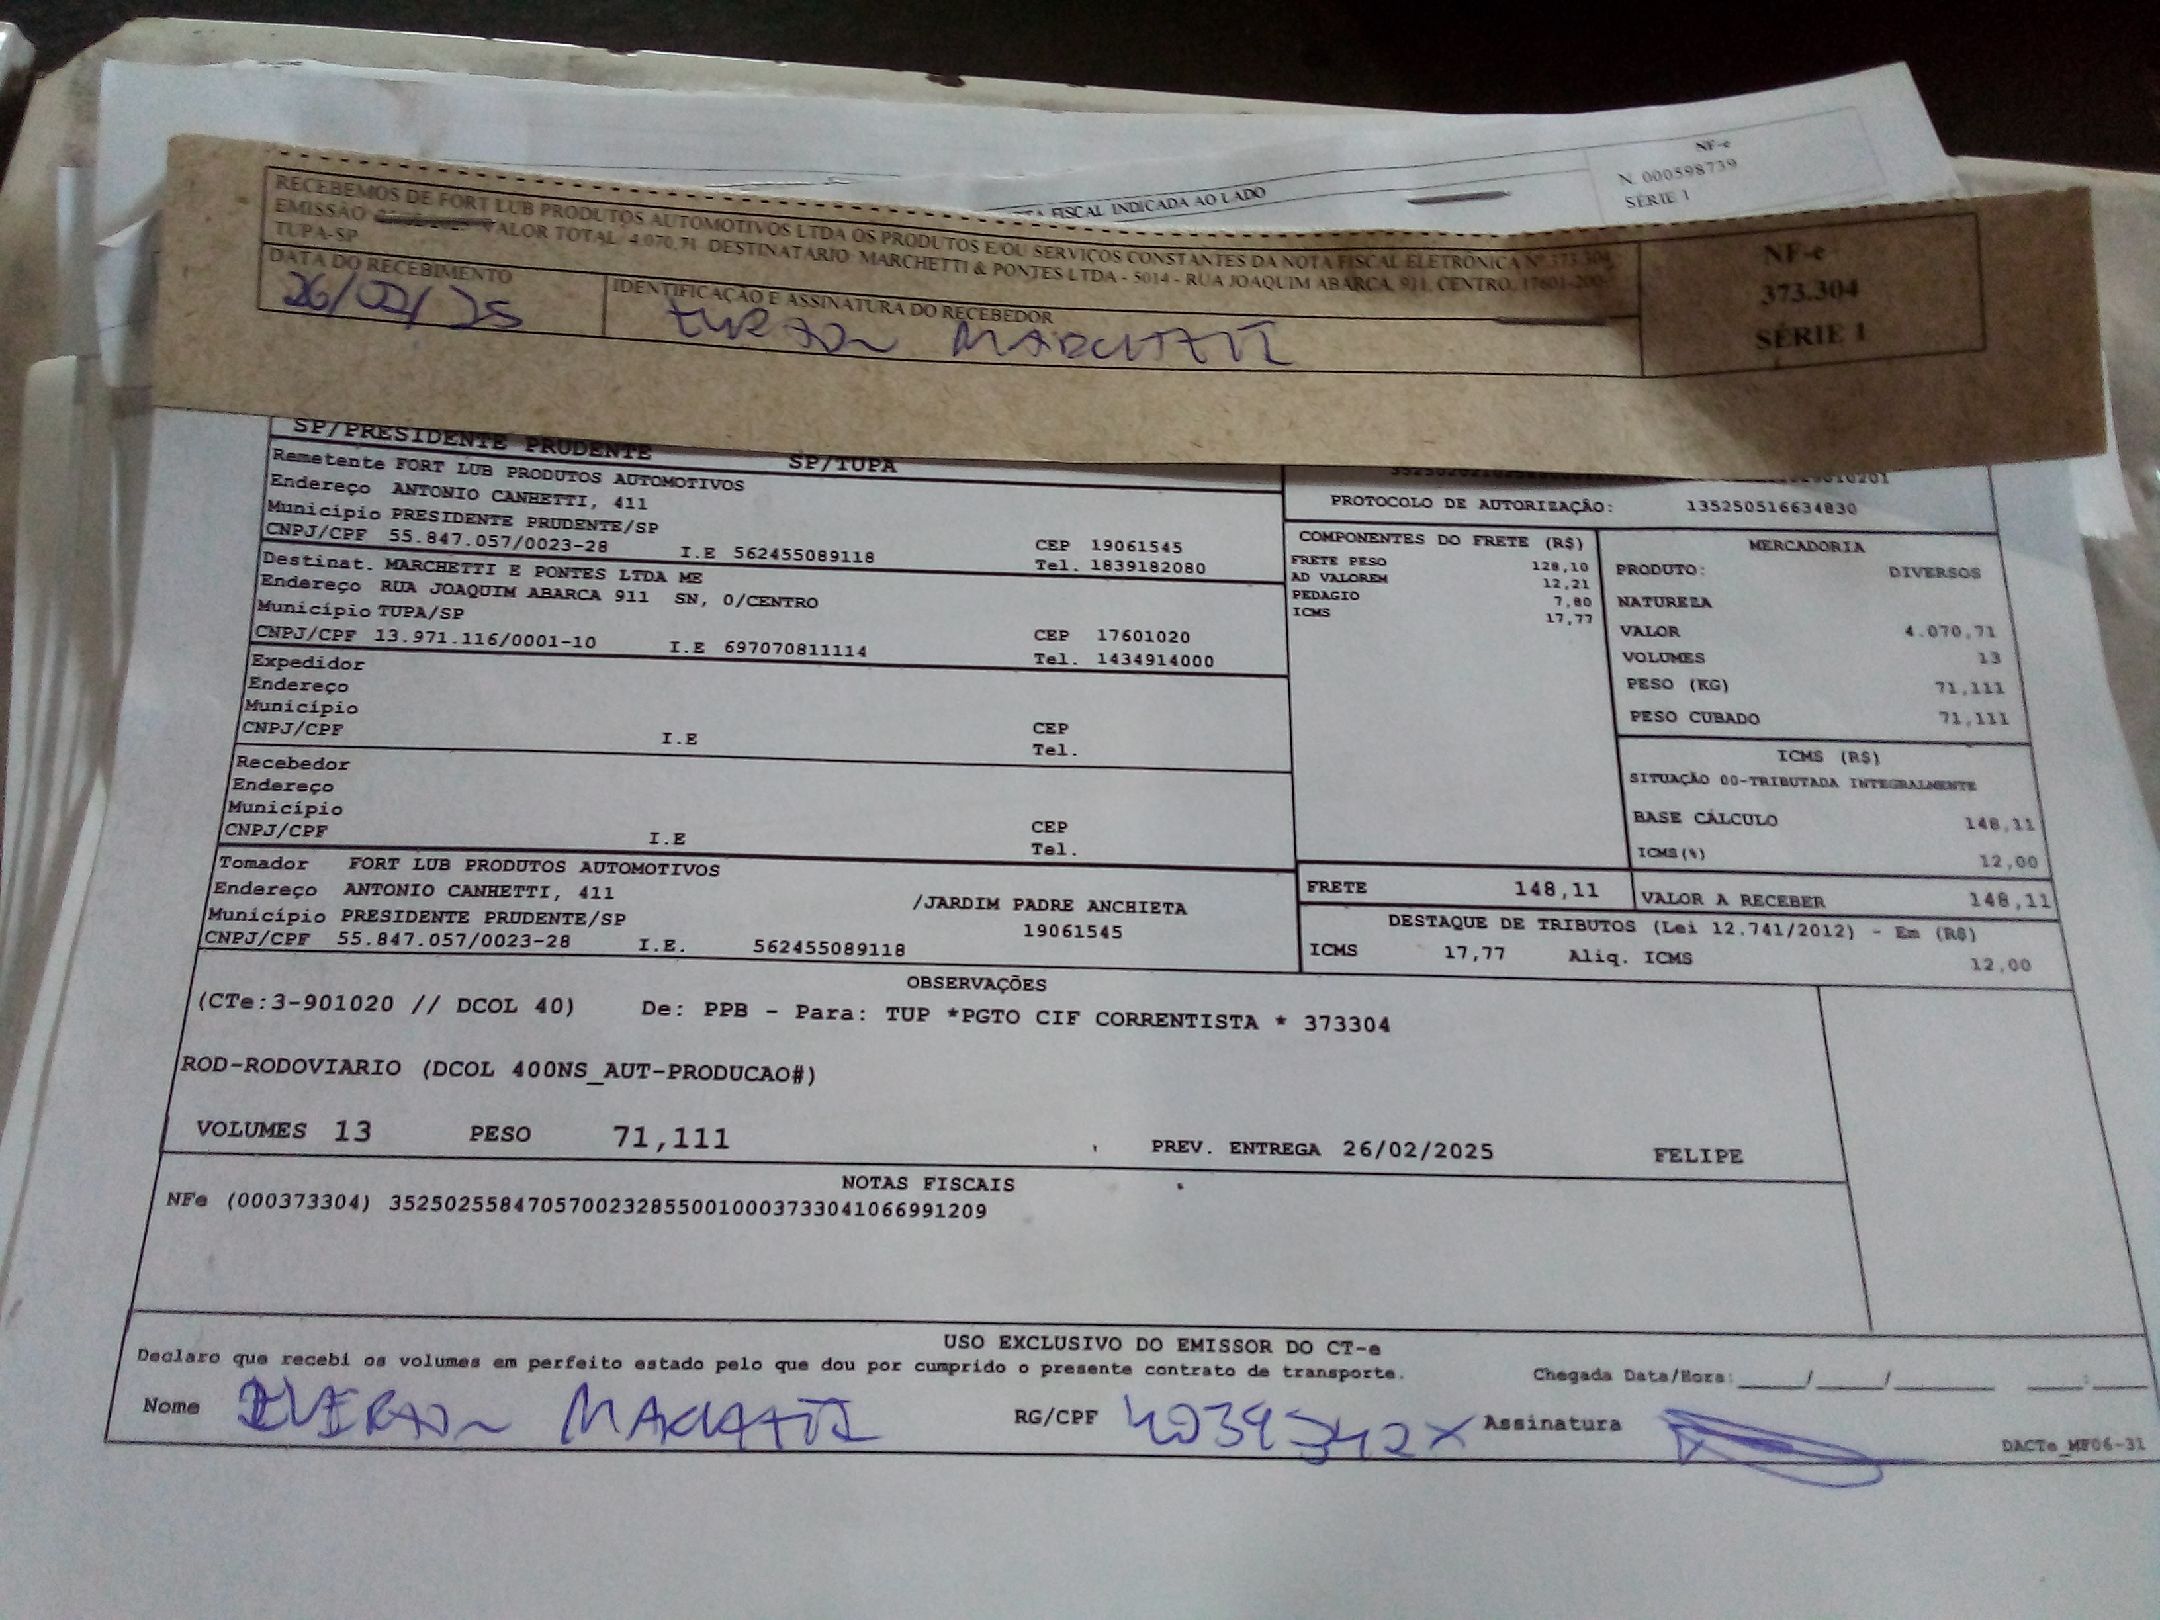 NF-e
N. 000598739
SÉRIE 1
FISCAL INDICADA AO LADO
RECEBEMOS DE FORT LUB PRODUTOS AUTOMOTIVOS LTDA OS PRODUTOS E/OU SERVIÇOS CONSTANTES DA NOTA FISCAL ELETRÔNICA Nº 373.304
EMISSÃO VALOR TOTAL: 4.070,71 DESTINATÁRIO: MARCHETTI & PONTES LTDA - 5014 - RUA JOAQUIM ABARCA, 911, CENTRO, 17601-200-
TUPA-SP
DATA DO RECEBIMENTO
26/02/25
IDENTIFICAÇÃO E ASSINATURA DO RECEBEDOR
NF-e
373.304
SÉRIE 1
SP/PRESIDENTE PRUDENTE SP/TUPA
Remetente FORT LUB PRODUTOS AUTOMOTIVOS
Endereço ANTONIO CANHETTI, 411
Município PRESIDENTE PRUDENTE/SP
CNPJ/CPF 55.847.057/0023-28 I.E 562455089118
CEP 19061545
Tel. 1839182080
Destinat. MARCHETTI E PONTES LTDA ME
Endereço RUA JOAQUIM ABARCA 911 SN, 0/CENTRO
Município TUPA/SP
CNPJ/CPF 13.971.116/0001-10 I.E 697070811114
CEP 17601020
Tel. 1434914000
Expedidor
Endereço
Município
CNPJ/CPF I.E
CEP
Tel.
Recebedor
Endereço
Município
CNPJ/CPF I.E
CEP
Tel.
Tomador FORT LUB PRODUTOS AUTOMOTIVOS
Endereço ANTONIO CANHETTI, 411 /JARDIM PADRE ANCHIETA
Município PRESIDENTE PRUDENTE/SP 19061545
CNPJ/CPF 55.847.057/0023-28 I.E. 562455089118
PROTOCOLO DE AUTORIZAÇÃO: 135250516634830
COMPONENTES DO FRETE (R$)
FRETE PESO 128,10
AD VALOREM 12,21
PEDAGIO 7,80
ICMS 17,77
MERCADORIA
PRODUTO: DIVERSOS
NATUREZA
VALOR 4.070,71
VOLUMES 13
PESO (KG) 71,111
PESO CUBADO 71,111
ICMS (R$)
SITUAÇÃO 00-TRIBUTADA INTEGRALMENTE
BASE CÁLCULO 148,11
ICMS(%) 12,00
FRETE 148,11 VALOR A RECEBER 148,11
DESTAQUE DE TRIBUTOS (Lei 12.741/2012) - Em (R$)
ICMS 17,77 Aliq. ICMS 12,00
OBSERVAÇÕES
(CTe:3-901020 // DCOL 40) De: PPB - Para: TUP *PGTO CIF CORRENTISTA * 373304
ROD-RODOVIARIO (DCOL 400NS_AUT-PRODUCAO#)
VOLUMES 13 PESO 71,111 PREV. ENTREGA 26/02/2025 FELIPE
NOTAS FISCAIS
NFe (000373304) 35250255847057002328550010003733041066991209
USO EXCLUSIVO DO EMISSOR DO CT-e
Declaro que recebi os volumes em perfeito estado pelo que dou por cumprido o presente contrato de transporte.
Chegada Data/Hora: ____/____/______ ___:___
Nome RG/CPF Assinatura
DACTe_MF06-31